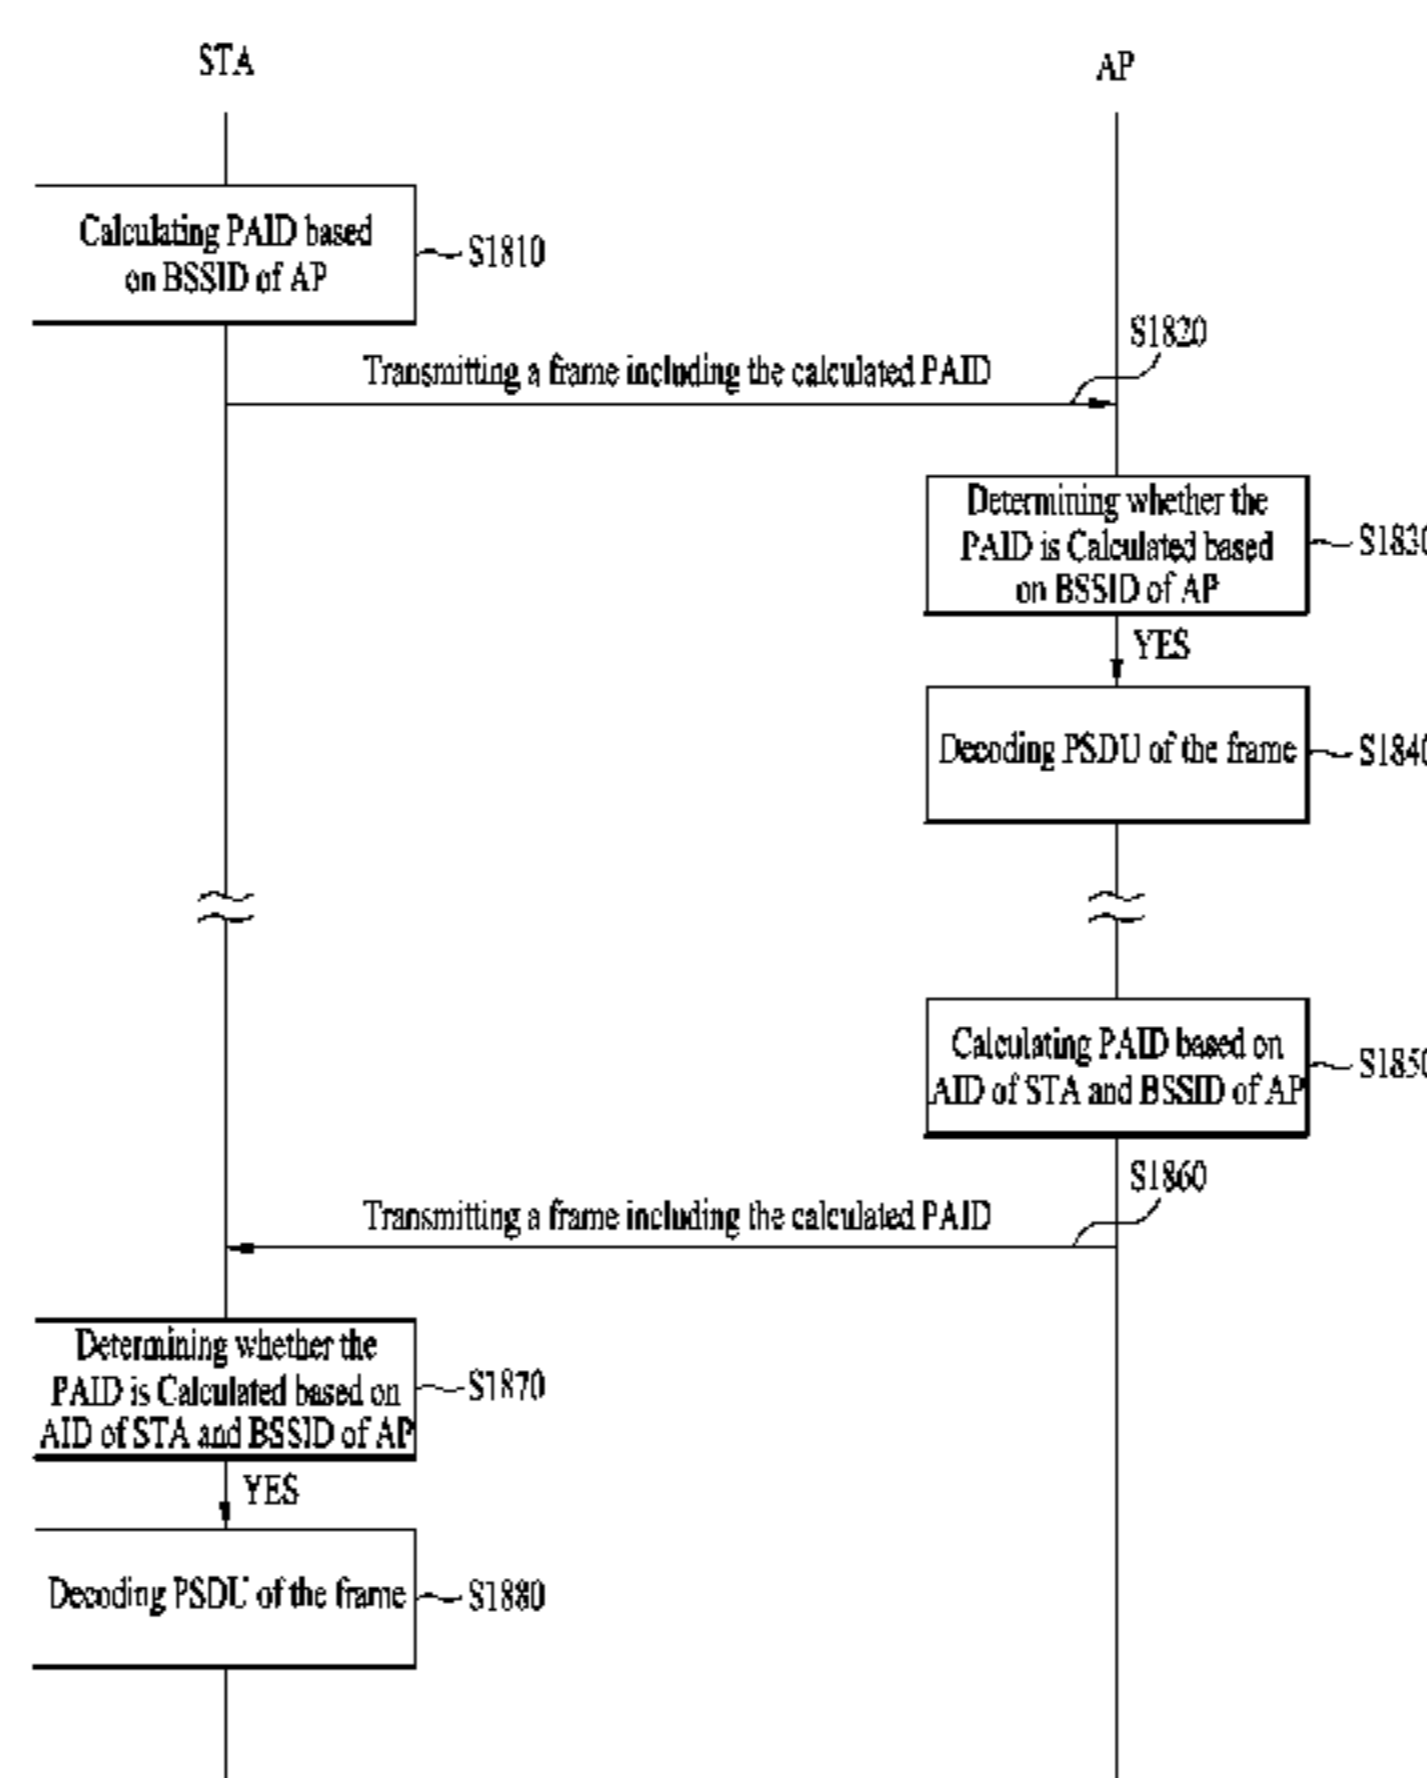 STA
AP
Calculating PAID based
on BSSID of AP
S1810
S1820
Transmitting a frame including the calculated PAID
Determining whether the
PAID is Calculated based
on BSSID of AP
S1830
YES
Decoding PSDU of the frame
S1840
Calculating PAID based on
AID of STA and BSSID of AP
S1850
S1860
Transmitting a frame including the calculated PAID
Determining whether the
PAID is Calculated based on
AID of STA and BSSID of AP
S1870
YES
Decoding PSDU of the frame
S1880